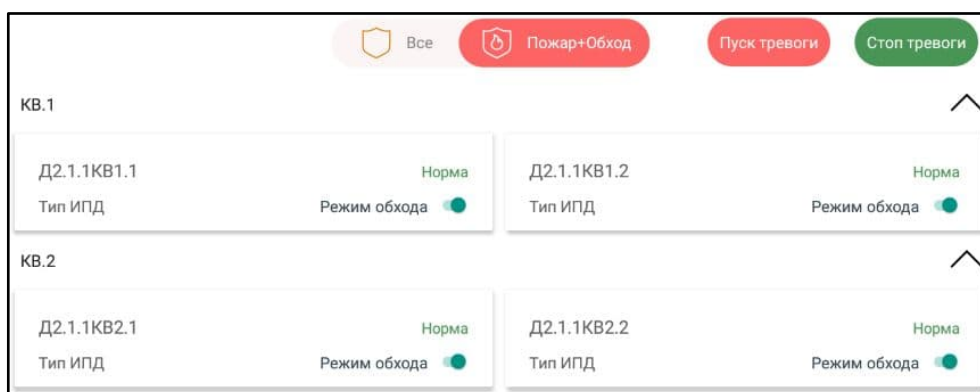 Все Пожар+Обход Пуск тревоги Стоп тревоги
КВ.1
Д2.1.1КВ1.1 Норма Д2.1.1КВ1.2 Норма
Тип ИПД Режим обхода Тип ИПД Режим обхода
КВ.2
Д2.1.1КВ2.1 Норма Д2.1.1КВ2.2 Норма
Тип ИПД Режим обхода Тип ИПД Режим обхода